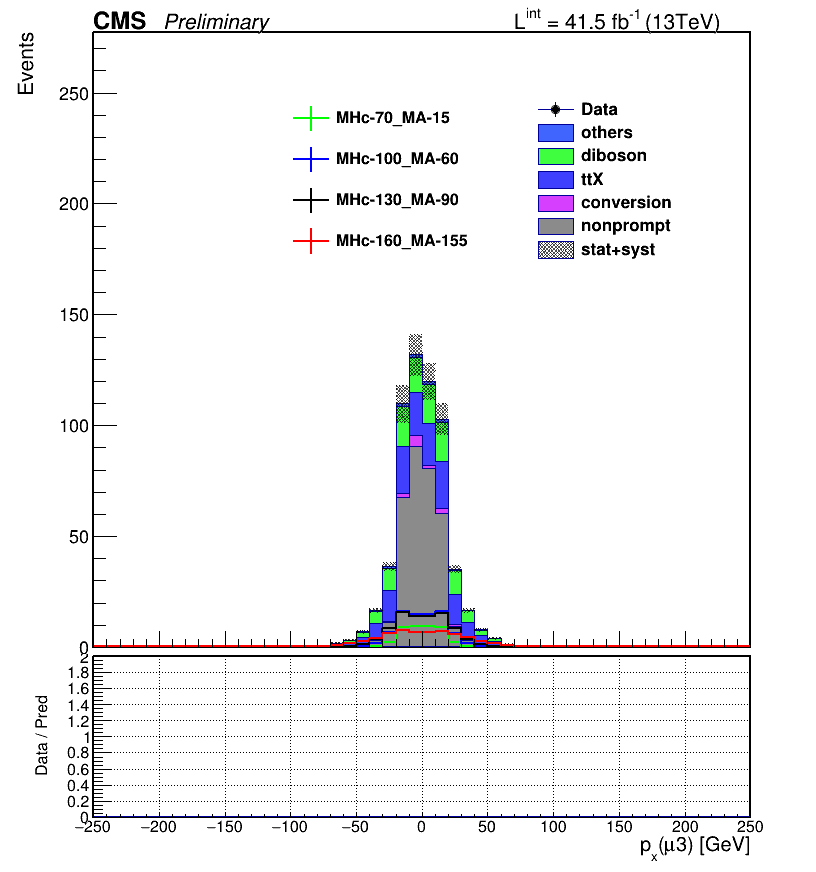 CMS Preliminary L^int = 41.5 fb^-1 (13TeV)
Events
250
200
150
100
50
0
MHc-70_MA-15
MHc-100_MA-60
MHc-130_MA-90
MHc-160_MA-155
Data
others
diboson
ttX
conversion
nonprompt
stat+syst
Data / Pred
2
1.8
1.6
1.4
1.2
1
0.8
0.6
0.4
0.2
0
−250 −200 −150 −100 −50 0 50 100 150 200 250
p_x(μ3) [GeV]